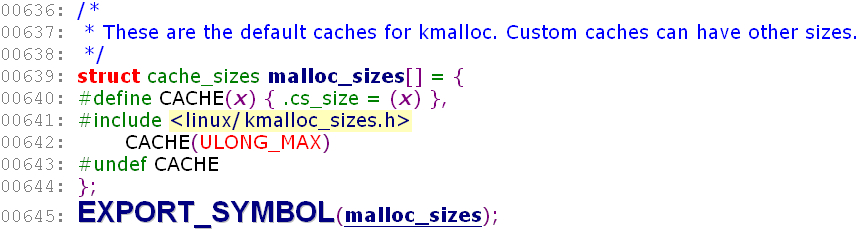 00636: /*
00637:  * These are the default caches for kmalloc. Custom caches can have other sizes.
00638:  */
00639: struct cache_sizes malloc_sizes[] = {
00640: #define CACHE(x) { .cs_size = (x) },
00641: #include <linux/kmalloc_sizes.h>
00642:     CACHE(ULONG_MAX)
00643: #undef CACHE
00644: };
00645: EXPORT_SYMBOL(malloc_sizes);